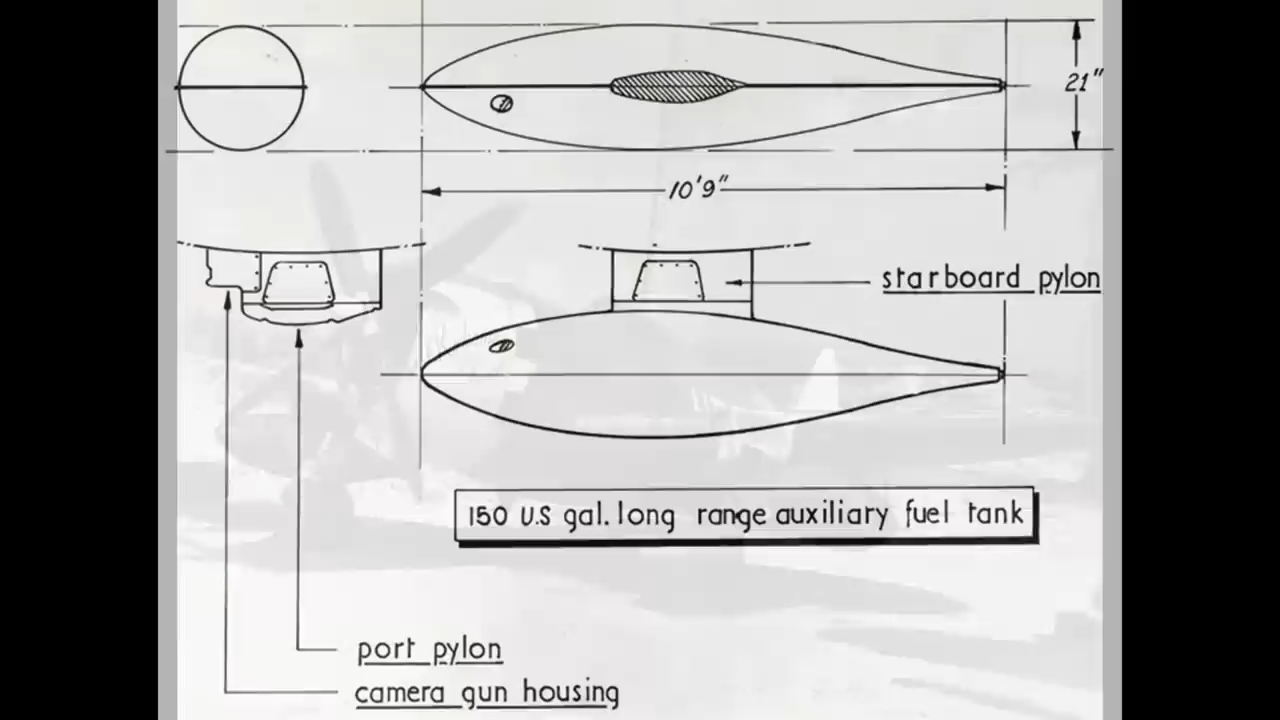 21"
10'9"
starboard pylon
150 U.S gal. long range auxiliary fuel tank
port pylon
camera gun housing